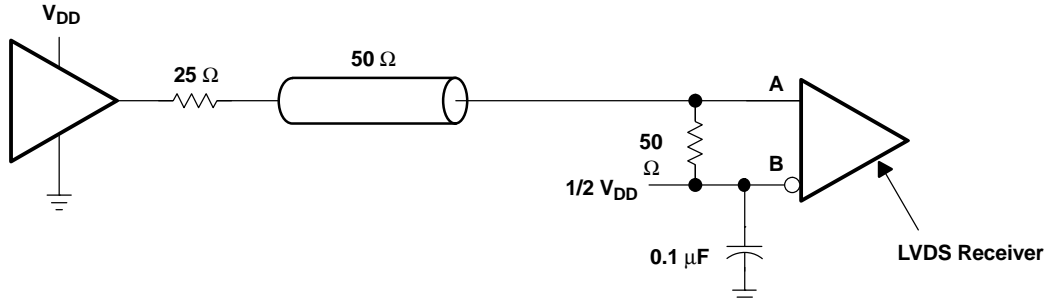 V_DD
25 Ω
50 Ω
A
50
Ω
B
1/2 V_DD
0.1 μF
LVDS Receiver